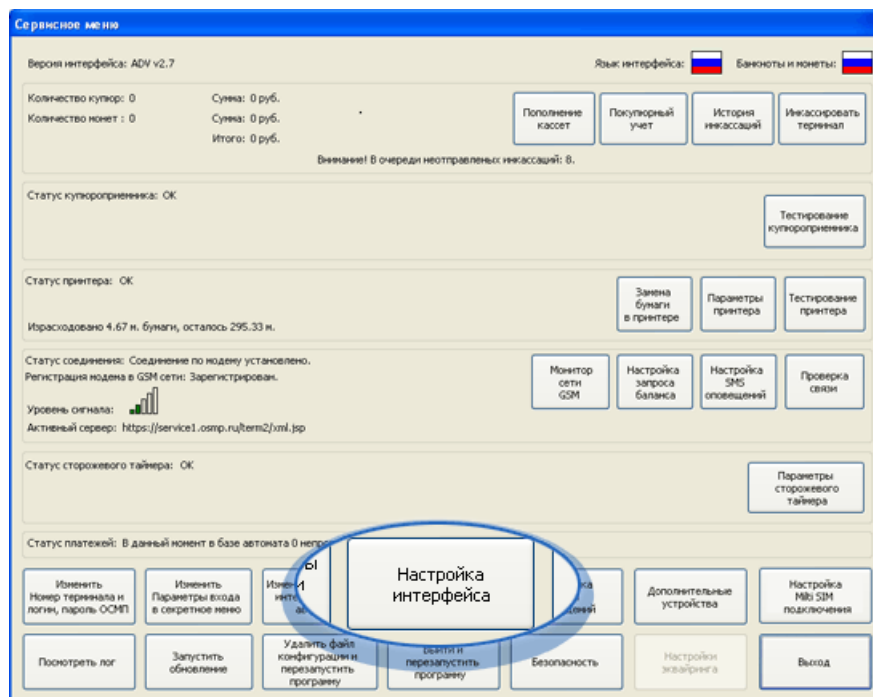 Сервисное меню
Версия интерфейса: ADV v2.7
Язык интерфейса:
Банкноты и монеты:
Количество купюр: 0
Сумма: 0 руб.
Количество монет : 0
Сумма: 0 руб.
Итого: 0 руб.
Пополнение
кассет
Покупюрный
учет
История
инкассаций
Инкассировать
терминал
Внимание! В очереди неотправленых инкассаций: 8.
Статус купюроприемника: ОК
Тестирование
купюроприемника
Статус принтера: ОК
Израсходовано 4.67 м. бумаги, осталось 295.33 м.
Замена
бумаги
в принтере
Параметры
принтера
Тестирование
принтера
Статус соединения: Соединение по модему установлено.
Регистрация модема в GSM сети: Зарегистрирован.
Уровень сигнала:
Активный сервер: https://service1.osmp.ru/term2/xml.jsp
Монитор
сети
GSM
Настройка
запроса
баланса
Настройка
SMS
оповещений
Проверка
связи
Статус сторожевого таймера: ОК
Параметры
сторожевого
таймера
Статус платежей: В данный момент в базе автомата 0
Изменить
Номер терминала и
логин, пароль ОСМП
Изменить
Параметры входа
в секретное меню
Настройка
интерфейса
Дополнительные
устройства
Настройка
Milti SIM
подключения
Посмотреть лог
Запустить
обновление
Удалить файл
конфигурации и
перезапустить
программу
Выйти и
перезапустить
программу
Безопасность
Настройки
эквайринга
Выход